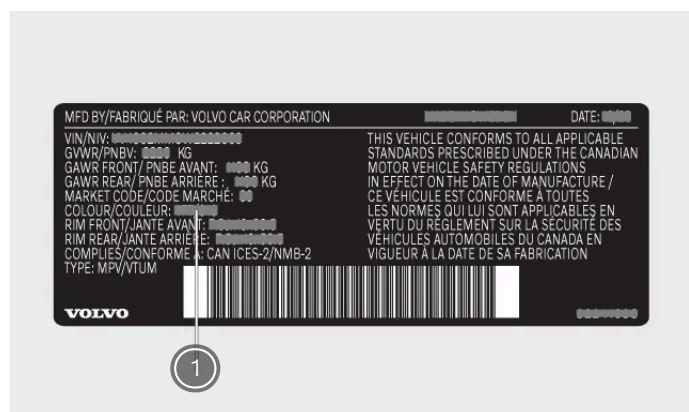 MFD BY/FABRIQUÉ PAR: VOLVO CAR CORPORATION DATE:
VIN/NIV:
GVWR/PNBV: KG
GAWR FRONT/ PNBE AVANT: KG
GAWR REAR/ PNBE ARRIERE : KG
MARKET CODE/CODE MARCHÉ:
COLOUR/COULEUR:
RIM FRONT/JANTE AVANT:
RIM REAR/JANTE ARRIERE:
COMPLIES/CONFORME A: CAN ICES-2/NMB-2
TYPE: MPV/VTUM
THIS VEHICLE CONFORMS TO ALL APPLICABLE
STANDARDS PRESCRIBED UNDER THE CANADIAN
MOTOR VEHICLE SAFETY REGULATIONS
IN EFFECT ON THE DATE OF MANUFACTURE /
CE VÉHICULE EST CONFORME À TOUTES
LES NORMES QUI LUI SONT APPLICABLES EN
VERTU DU RÈGLEMENT SUR LA SÉCURITÉ DES
VÉHICULES AUTOMOBILES DU CANADA EN
VIGUEUR À LA DATE DE SA FABRICATION
VOLVO
1